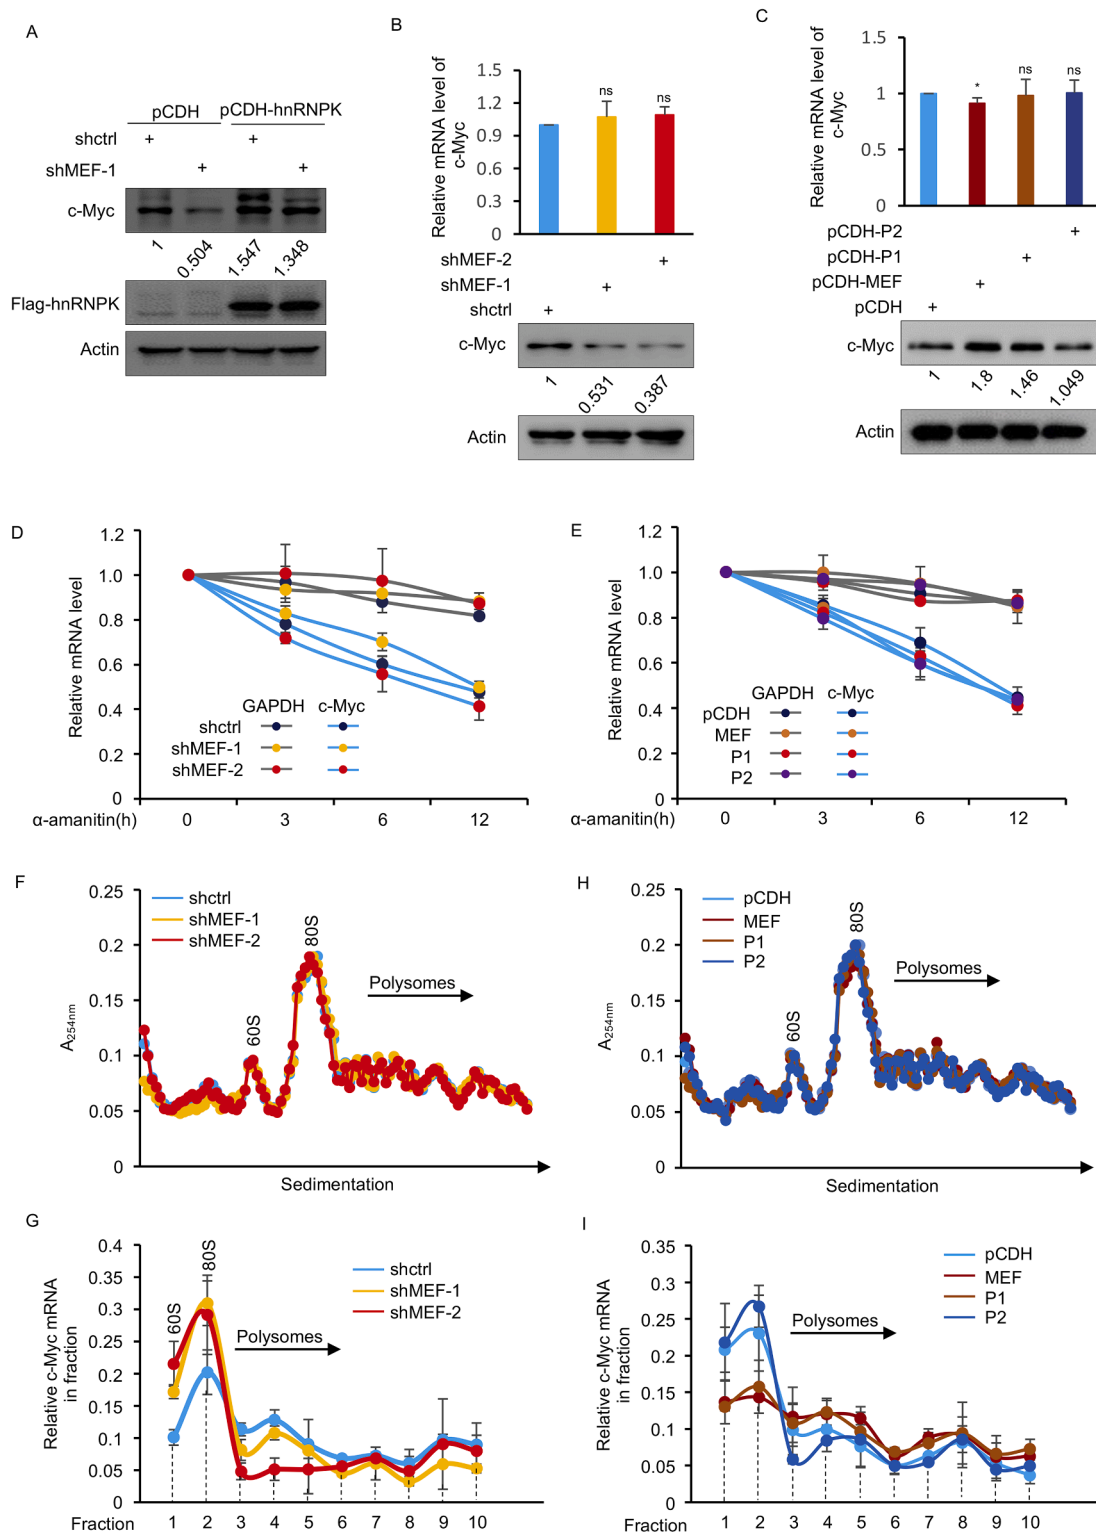 A
pCDH pCDH-hnRNPK
shctrl + +
shMEF-1 + +
c-Myc
1 0.504 1.547 1.348
Flag-hnRNPK
Actin
B
Relative mRNA level of
c-Myc
1.5
1.2
0.9
0.6
0.3
0
ns ns
shMEF-2 +
shMEF-1 +
shctrl +
c-Myc
1 0.531 0.387
Actin
C
Relative mRNA level of
c-Myc
1.5
1
0.5
0
* ns ns
pCDH-P2 +
pCDH-P1 +
pCDH-MEF +
pCDH +
c-Myc
1 1.8 1.46 1.049
Actin
D
Relative mRNA level
1.2
1.0
0.8
0.6
0.4
0.2
0
GAPDH c-Myc
shctrl
shMEF-1
shMEF-2
α-amanitin(h) 0 3 6 12
E
Relative mRNA level
1.2
1.0
0.8
0.6
0.4
0.2
0
GAPDH c-Myc
pCDH
MEF
P1
P2
α-amanitin(h) 0 3 6 12
F
A254nm
0.25
0.2
0.15
0.1
0.05
0
shctrl
shMEF-1
shMEF-2
60S
80S
Polysomes
Sedimentation
H
A254nm
0.25
0.2
0.15
0.1
0.05
0
pCDH
MEF
P1
P2
60S
80S
Polysomes
Sedimentation
G
Relative c-Myc mRNA
in fraction
0.4
0.35
0.3
0.25
0.2
0.15
0.1
0.05
0
60S
80S
Polysomes
shctrl
shMEF-1
shMEF-2
Fraction 1 2 3 4 5 6 7 8 9 10
I
Relative c-Myc mRNA
in fraction
0.35
0.3
0.25
0.2
0.15
0.1
0.05
0
Polysomes
pCDH
MEF
P1
P2
Fraction 1 2 3 4 5 6 7 8 9 10